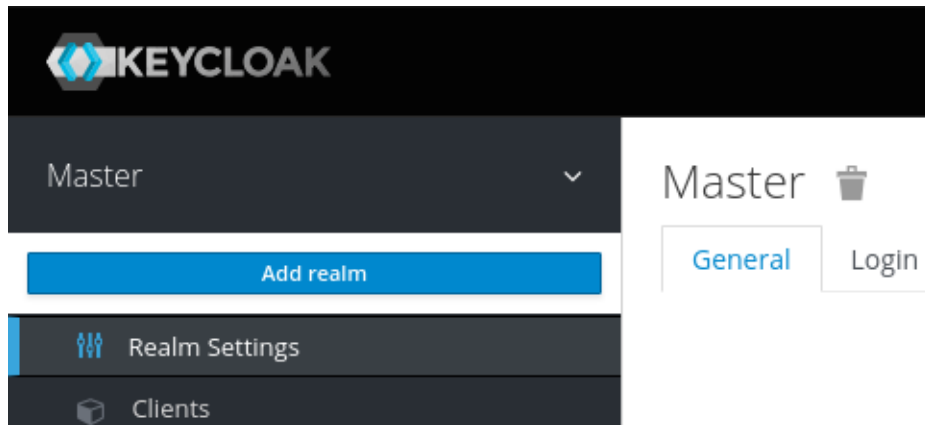 KEYCLOAK
Master
Add realm
Realm Settings
Clients
Master
General Login